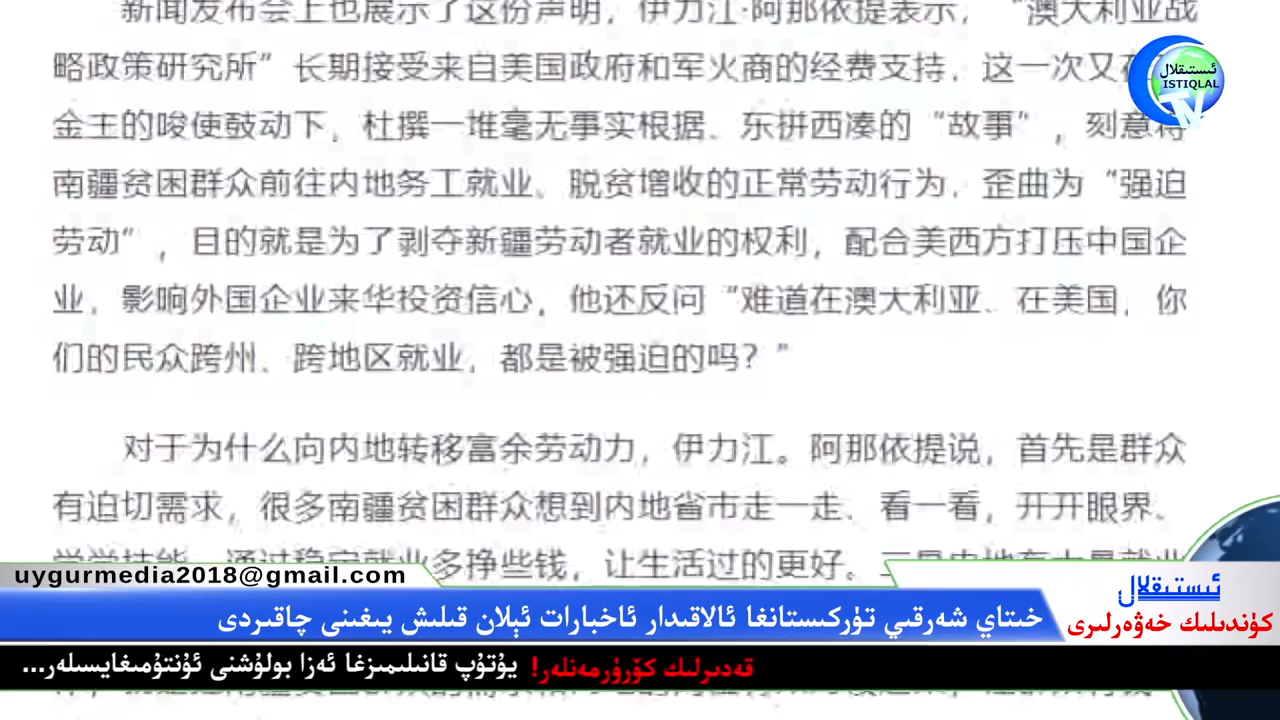 新闻发布会上也展示了这份声明，伊力江·阿那依提表示，“澳大利亚战
略政策研究所”长期接受来自美国政府和军火商的经费支持，这一次又在
金主的唆使鼓动下，杜撰一堆毫无事实根据、东拼西凑的“故事”，刻意将
南疆贫困群众前往内地务工就业、脱贫增收的正常劳动行为，歪曲为“强迫
劳动”，目的就是为了剥夺新疆劳动者就业的权利，配合美西方打压中国企
业，影响外国企业来华投资信心，他还反问“难道在澳大利亚、在美国，你
们的民众跨州、跨地区就业，都是被强迫的吗？”
对于为什么向内地转移富余劳动力，伊力江。阿那依提说，首先是群众
有迫切需求，很多南疆贫困群众想到内地省市走一走、看一看，开开眼界、
多挣些钱，让生活过的更好。
ئىستىقلال
ISTIQLAL
TV
uygurmedia2018@gmail.com
ئىستىقلال
كۈندىلىك خەۋەرلىرى
خىتاي شەرقىي تۈركىستانغا ئالاقىدار ئاخبارات ئېلان قىلىش يىغىنى چاقىردى
قەدىرلىك كۆرۈرمەنلەر! يۇتۇپ قانىلىمىزغا ئەزا بولۇشنى ئۇنتۇمىغايسىلەر...